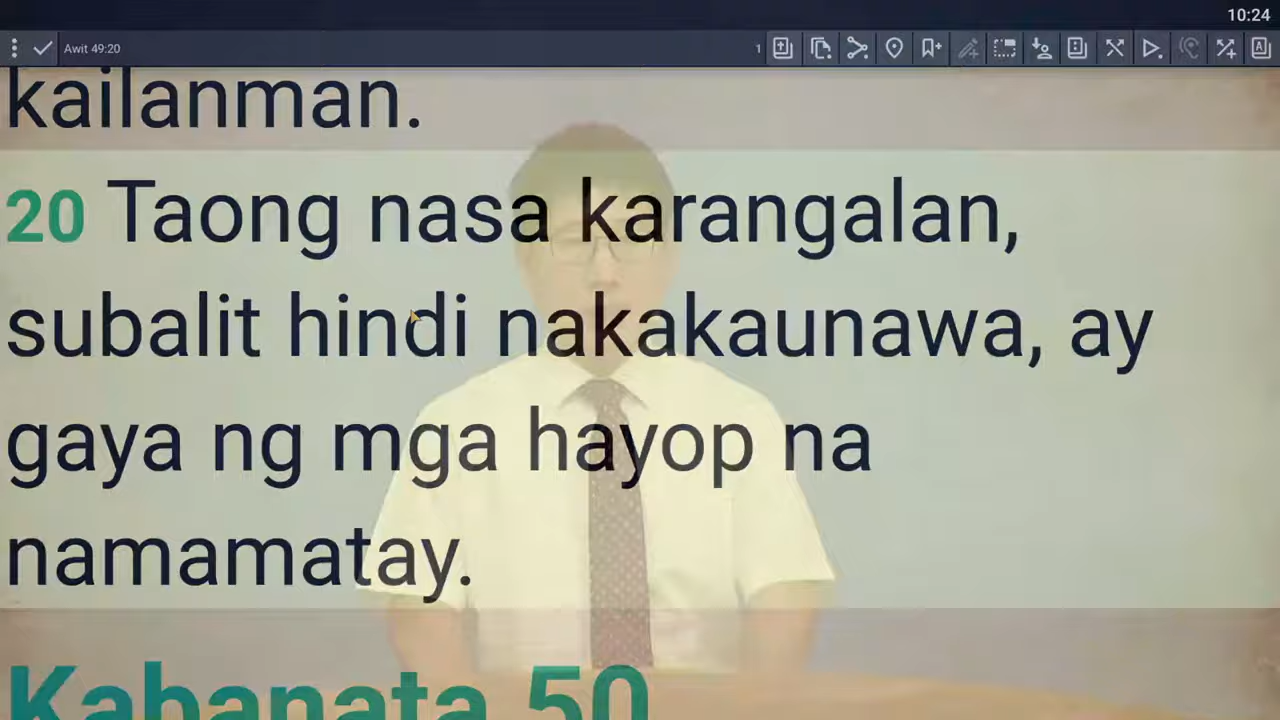 10:24
Awit 49:20
1
kailanman.
20 Taong nasa karangalan,
subalit hindi nakakaunawa, ay
gaya ng mga hayop na
namamatay.
Kabanata 50